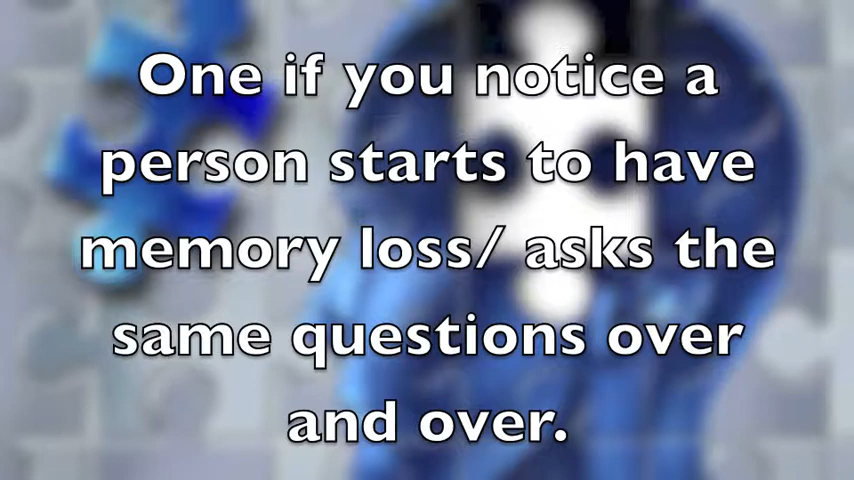 One if you notice a
person starts to have
memory loss/ asks the
same questions over
and over.